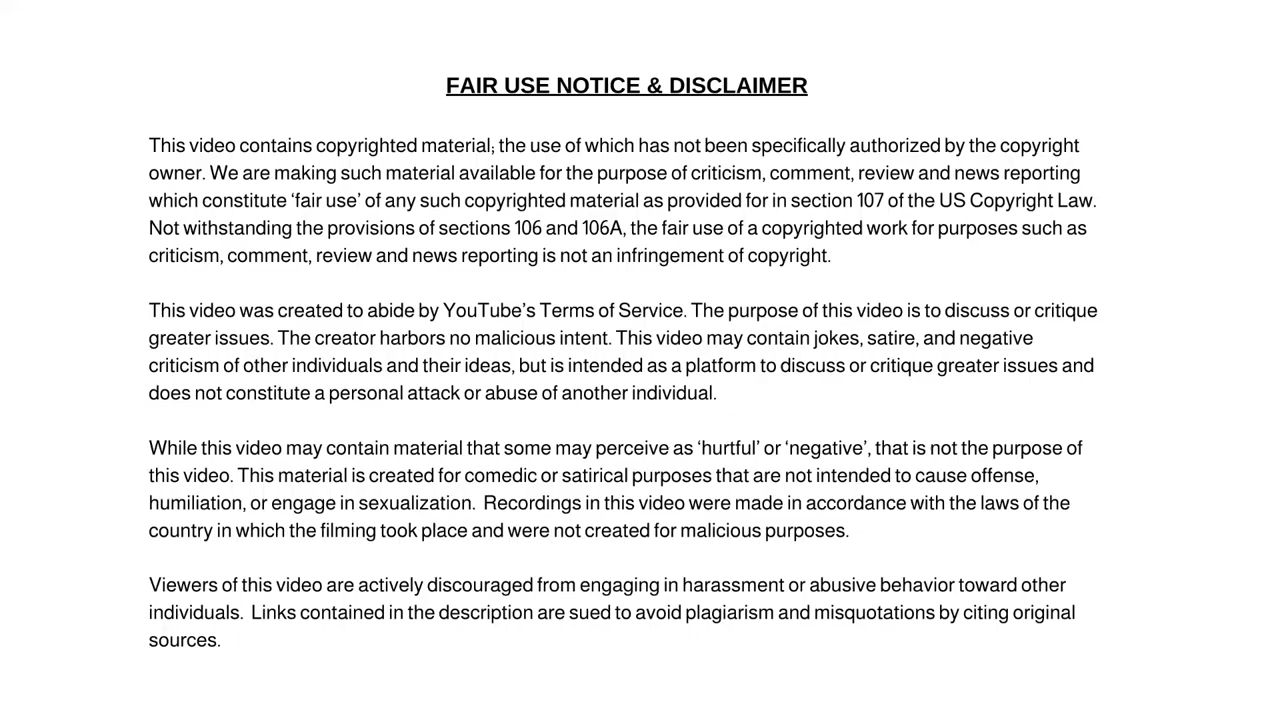 FAIR USE NOTICE & DISCLAIMER
This video contains copyrighted material; the use of which has not been specifically authorized by the copyright
owner. We are making such material available for the purpose of criticism, comment, review and news reporting
which constitute ‘fair use’ of any such copyrighted material as provided for in section 107 of the US Copyright Law.
Not withstanding the provisions of sections 106 and 106A, the fair use of a copyrighted work for purposes such as
criticism, comment, review and news reporting is not an infringement of copyright.
This video was created to abide by YouTube’s Terms of Service. The purpose of this video is to discuss or critique
greater issues. The creator harbors no malicious intent. This video may contain jokes, satire, and negative
criticism of other individuals and their ideas, but is intended as a platform to discuss or critique greater issues and
does not constitute a personal attack or abuse of another individual.
While this video may contain material that some may perceive as ‘hurtful’ or ‘negative’, that is not the purpose of
this video. This material is created for comedic or satirical purposes that are not intended to cause offense,
humiliation, or engage in sexualization.  Recordings in this video were made in accordance with the laws of the
country in which the filming took place and were not created for malicious purposes.
Viewers of this video are actively discouraged from engaging in harassment or abusive behavior toward other
individuals.  Links contained in the description are sued to avoid plagiarism and misquotations by citing original
sources.